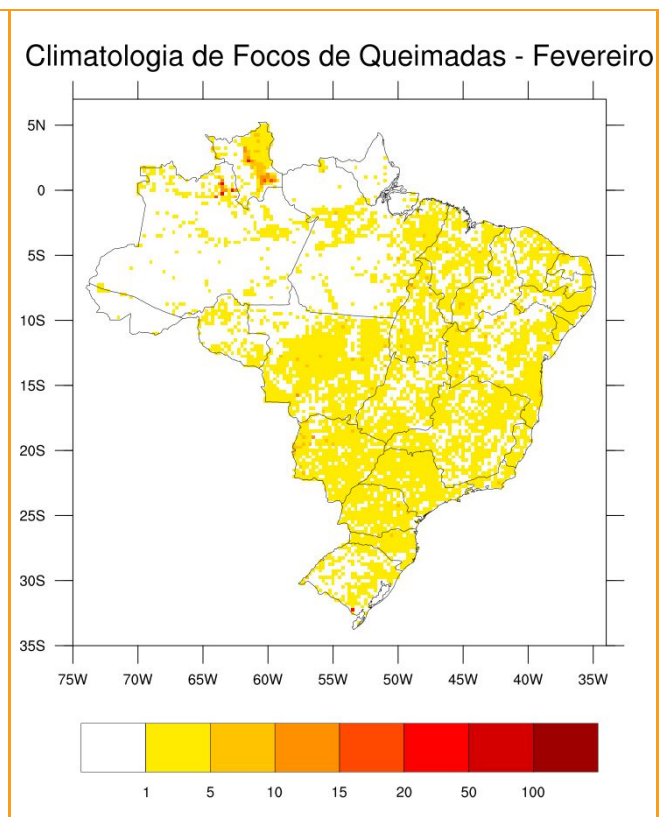 Climatologia de Focos de Queimadas - Fevereiro
5N
0
5S
10S
15S
20S
25S
30S
35S
75W 70W 65W 60W 55W 50W 45W 40W 35W
1 5 10 15 20 50 100